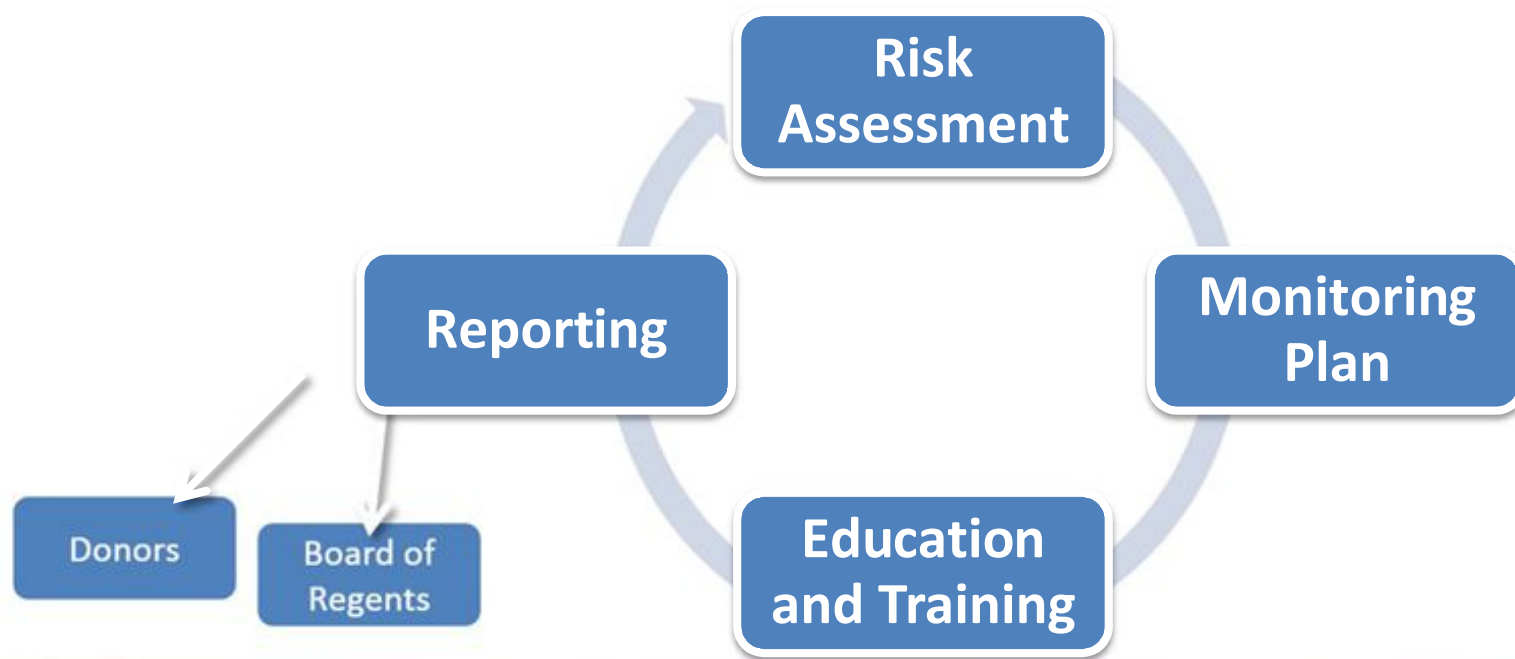 Risk
Assessment
Monitoring
Plan
Reporting
Education
and Training
Donors
Board of
Regents